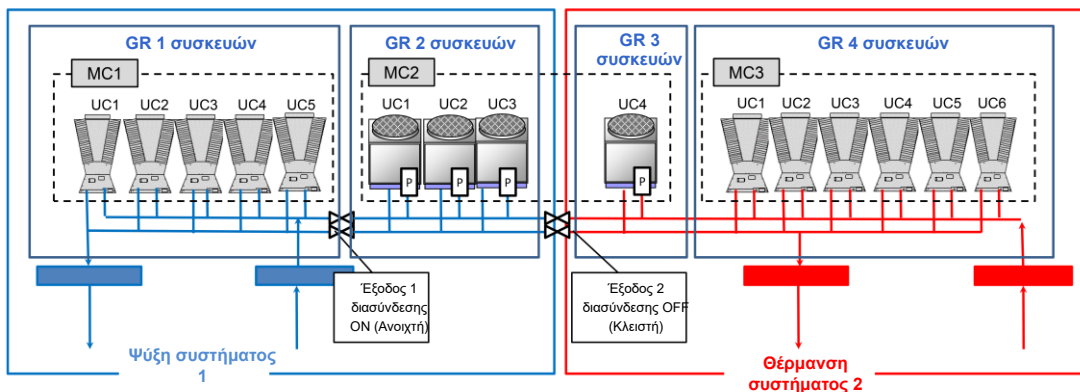 GR 1 συσκευών
GR 2 συσκευών
GR 3
συσκευών
GR 4 συσκευών
MC1
MC2
MC3
UC1
UC2
UC3
UC4
UC5
UC1
UC2
UC3
UC4
UC1
UC2
UC3
UC4
UC5
UC6
P
P
P
P
Έξοδος 1
διασύνδεσης
ON (Ανοιχτή)
Έξοδος 2
διασύνδεσης OFF
(Κλειστή)
Ψύξη συστήματος
1
Θέρμανση
συστήματος 2